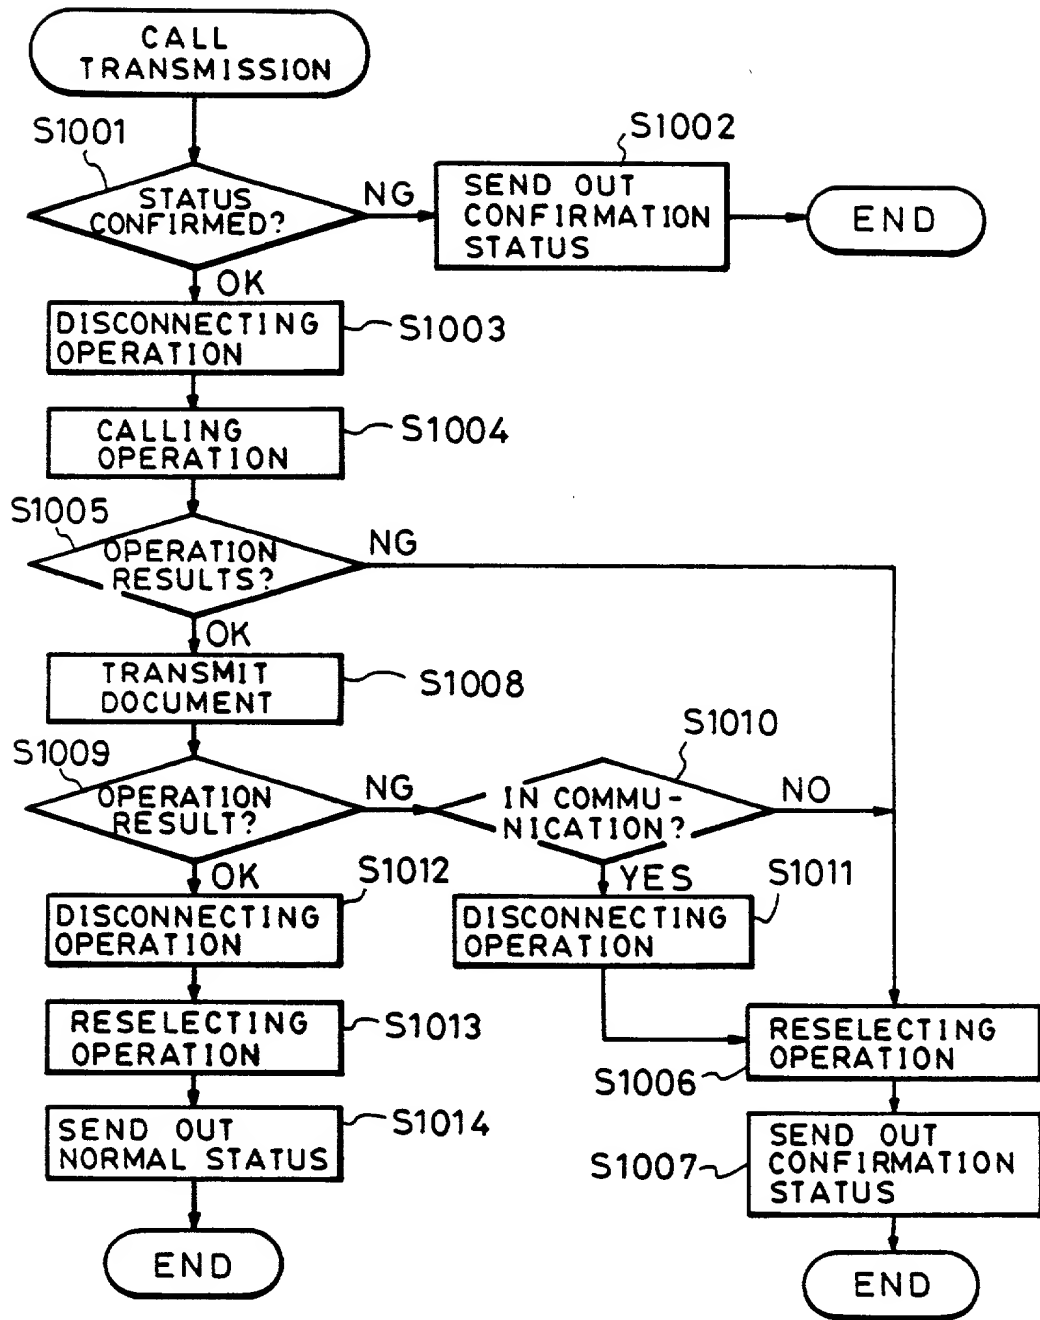 CALL
TRANSMISSION
S1001
STATUS
CONFIRMED?
NG
S1002
SEND OUT
CONFIRMATION
STATUS
END
OK
DISCONNECTING
OPERATION
S1003
CALLING
OPERATION
S1004
S1005
OPERATION
RESULTS?
NG
OK
TRANSMIT
DOCUMENT
S1008
S1009
OPERATION
RESULT?
NG
S1010
IN COMMU-
NICATION?
NO
OK
S1012
YES
S1011
DISCONNECTING
OPERATION
DISCONNECTING
OPERATION
RESELECTING
OPERATION
S1013
RESELECTING
OPERATION
S1006
SEND OUT
NORMAL STATUS
S1014
SEND OUT
CONFIRMATION
STATUS
S1007
END
END